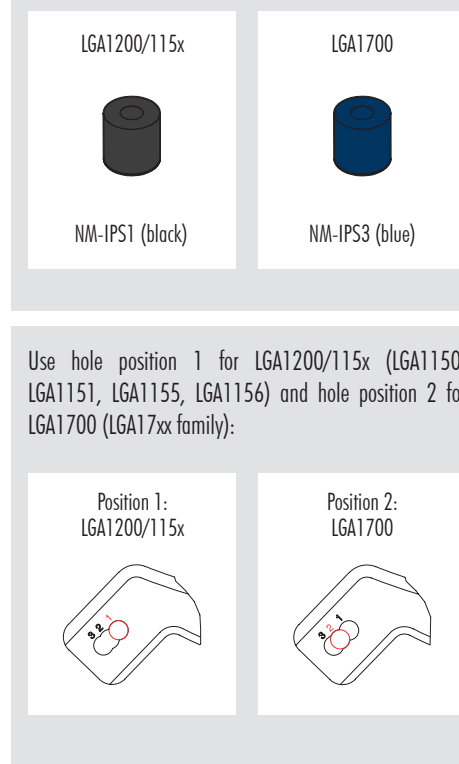 LGA1200/115x
LGA1700
NM-IPS1 (black)
NM-IPS3 (blue)
Use hole position 1 for LGA1200/115x (LGA1150
LGA1151, LGA1155, LGA1156) and hole position 2 fo
LGA1700 (LGA17xx family):
Position 1:
LGA1200/115x
Position 2:
LGA1700
3 2 1
3 2 1